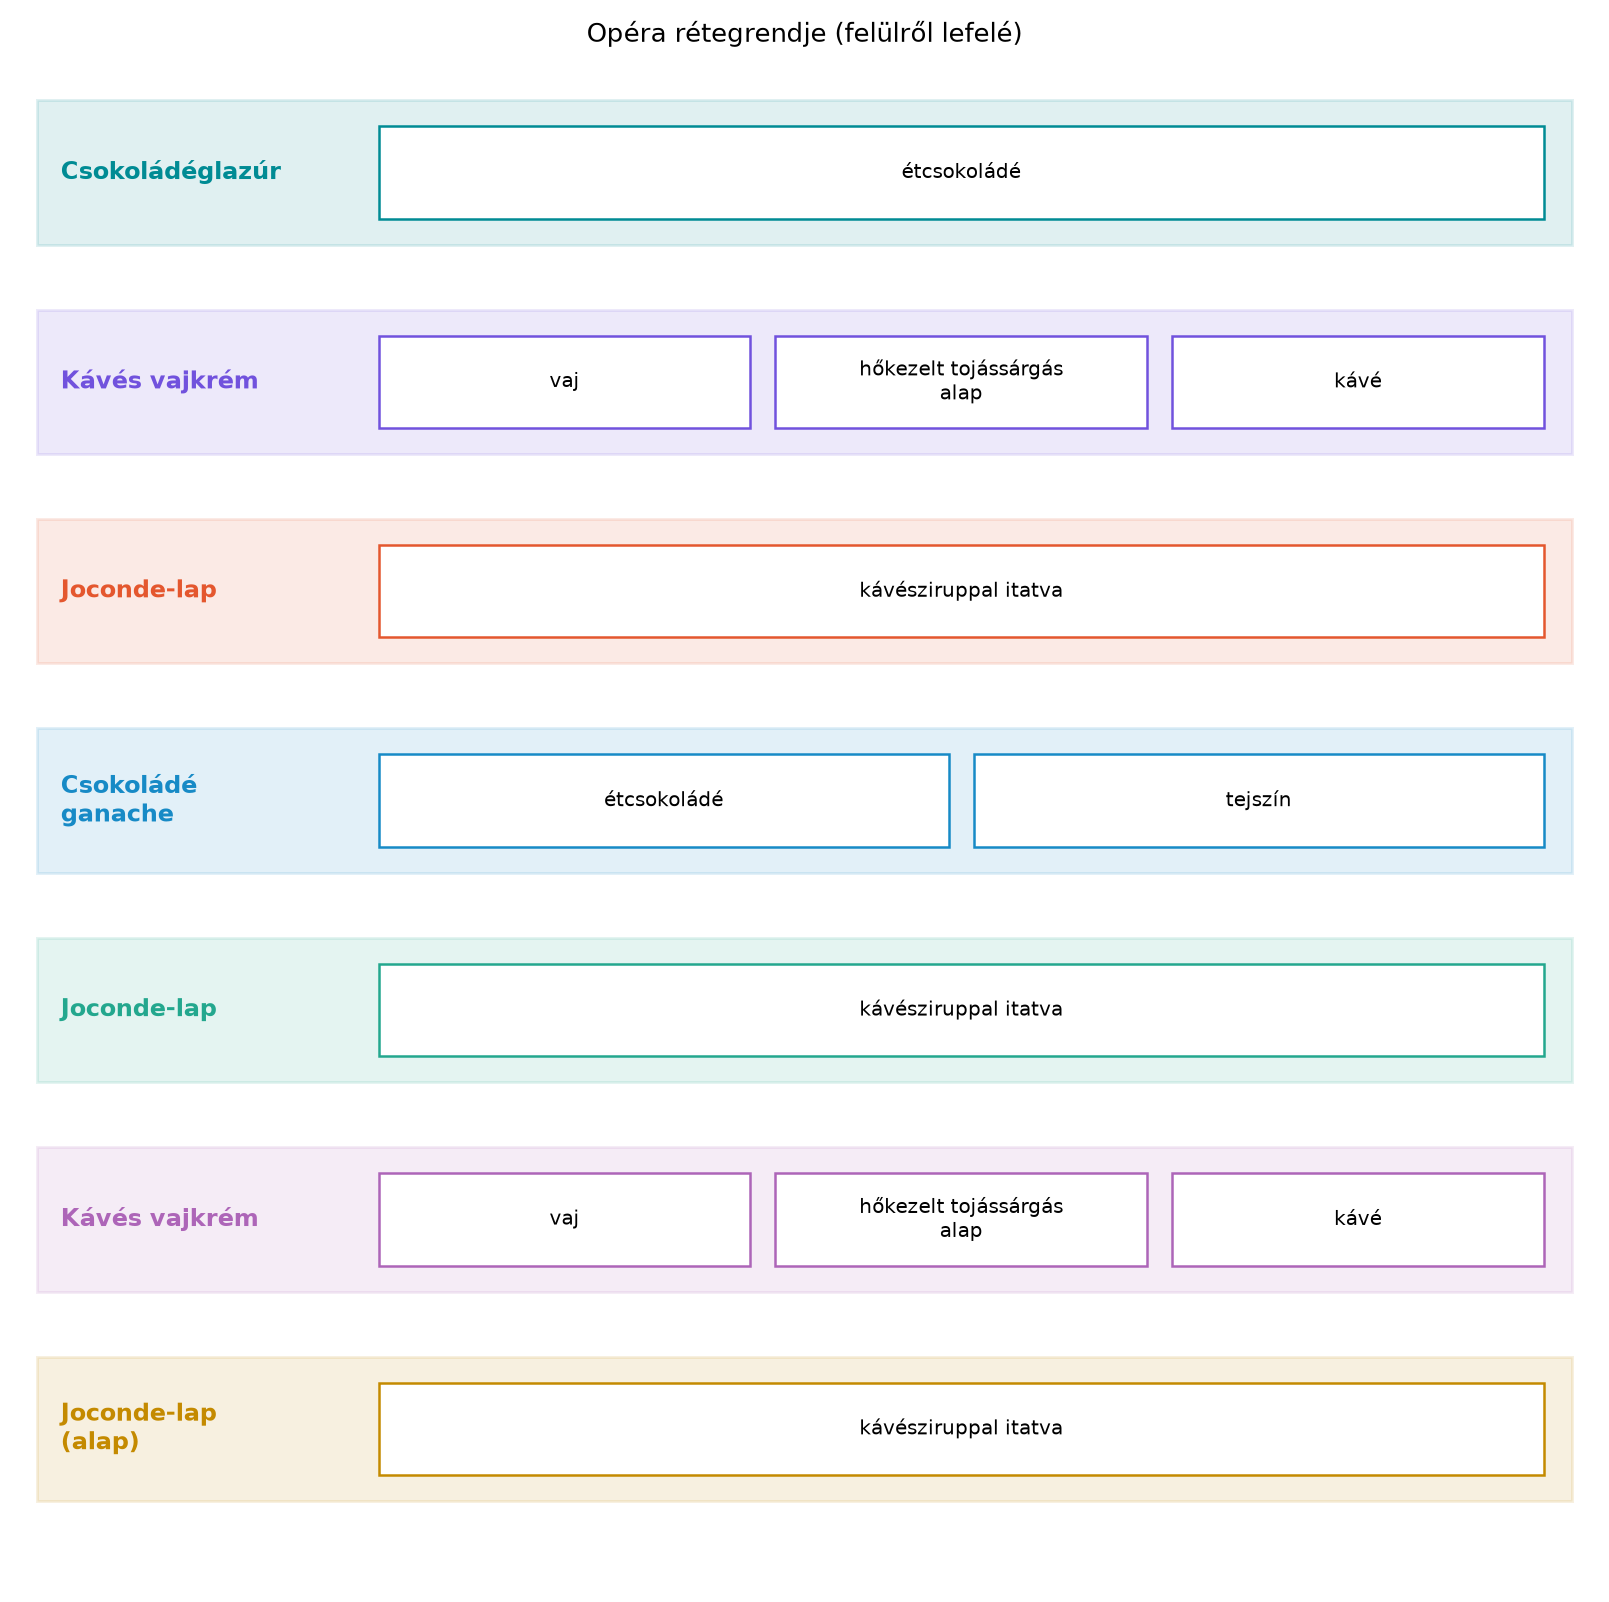 Opéra rétegrendje (felülről lefelé)
Csokoládéglazúr
étcsokoládé
Kávés vajkrém
vaj
hőkezelt tojássárgás
alap
kávé
Joconde-lap
kávésziruppal itatva
Csokoládé
ganache
étcsokoládé
tejszín
Joconde-lap
kávésziruppal itatva
Kávés vajkrém
vaj
hőkezelt tojássárgás
alap
kávé
Joconde-lap
(alap)
kávésziruppal itatva